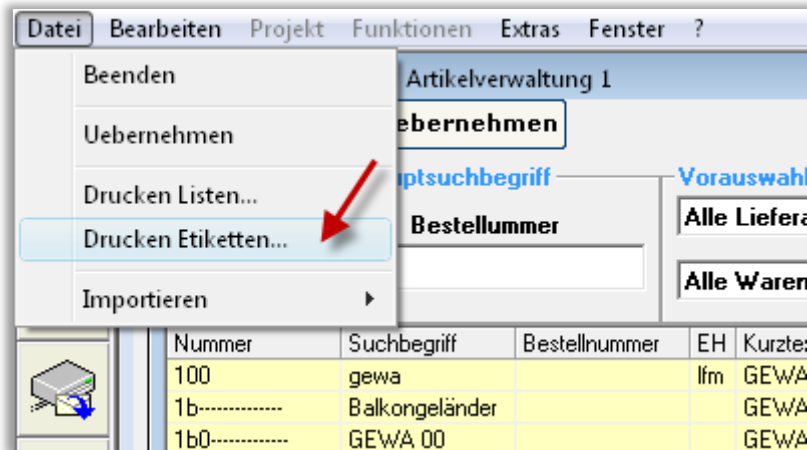 Datei Bearbeiten Projekt Funktionen Extras Fenster ?
Beenden
Artikelverwaltung 1
Uebernehmen
ebernehmen
Drucken Listen...
ptsuchbegriff
Vorauswahl
Drucken Etiketten...
Bestellummer
Alle Liefera
Importieren
Alle Waren
Nummer Suchbegriff Bestellnummer EH Kurztex
100 gewa lfm GEWA
1b------------- Balkongeländer GEWA
1b0------------ GEWA 00 GEWA